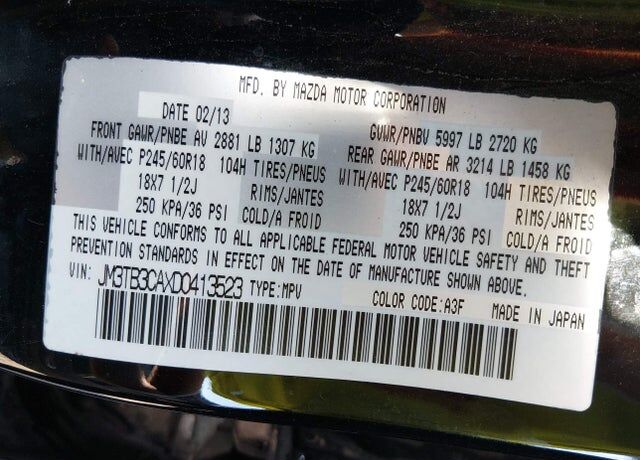 MFD. BY MAZDA MOTOR CORPORATION
DATE 02/13 GVWR/PNBV 5997 LB 2720 KG
FRONT GAWR/PNBE AV 2881 LB 1307 KG REAR GAWR/PNBE AR 3214 LB 1458 KG
WITH/AVEC P245/60R18 104H TIRES/PNEUS WITH/AVEC P245/60R18 104H TIRES/PNEUS
18X7 1/2J RIMS/JANTES 18X7 1/2J RIMS/JANTES
250 KPA/36 PSI COLD/A FROID 250 KPA/36 PSI COLD/A FROID
THIS VEHICLE CONFORMS TO ALL APPLICABLE FEDERAL MOTOR VEHICLE SAFETY AND THEFT
PREVENTION STANDARDS IN EFFECT ON THE DATE OF MANUFACTURE SHOWN ABOVE.
VIN: JM3TB3CAXD0413523 TYPE:MPV COLOR CODE:A3F MADE IN JAPAN